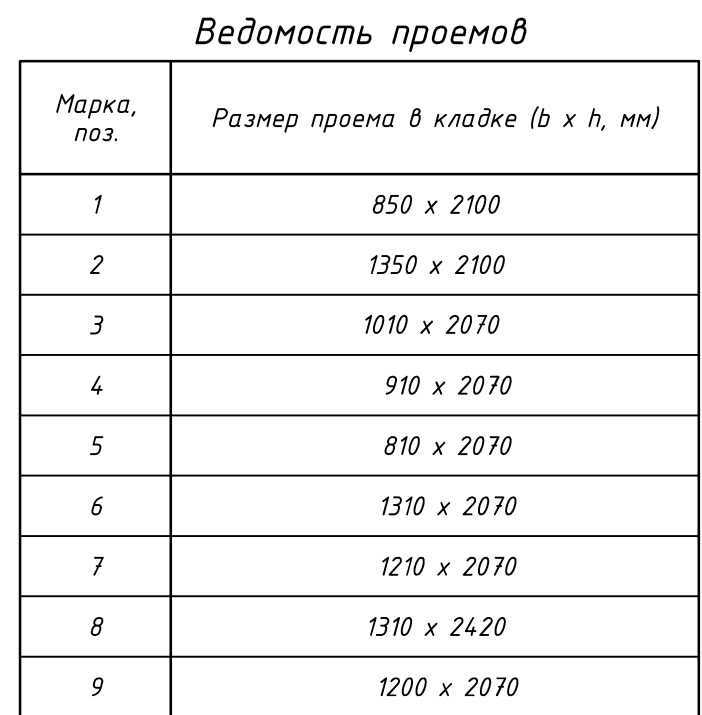 Ведомость проемов
Марка,
поз.
Размер проема в кладке (b x h, мм)
1 850 x 2100
2 1350 x 2100
3 1010 x 2070
4 910 x 2070
5 810 x 2070
6 1310 x 2070
7 1210 x 2070
8 1310 x 2420
9 1200 x 2070